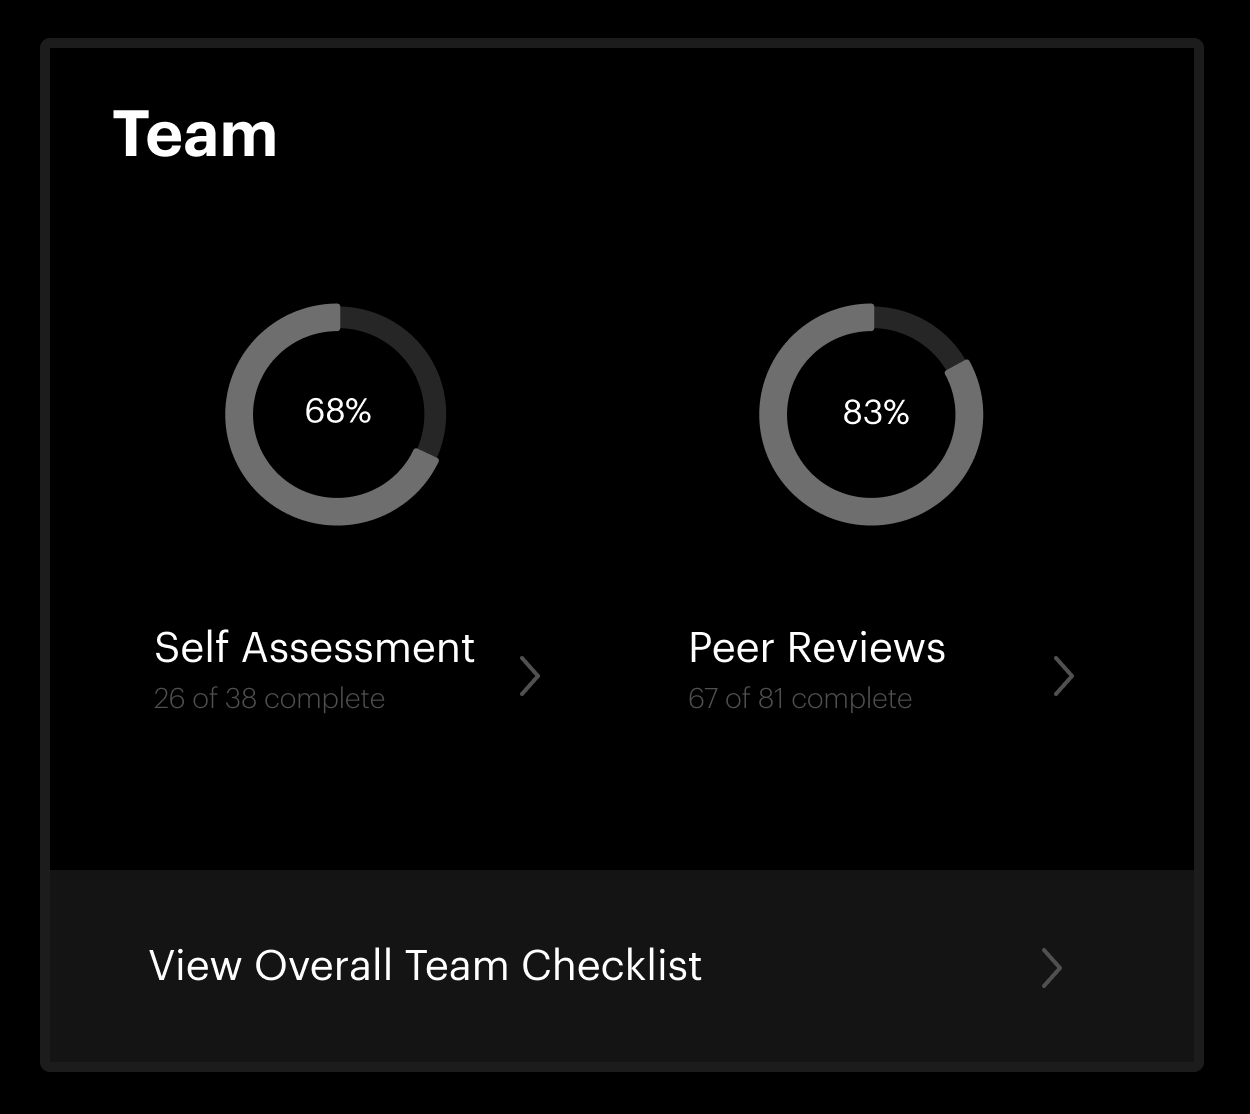 Team
68%
83%
Self Assessment
26 of 38 complete
Peer Reviews
67 of 81 complete
View Overall Team Checklist